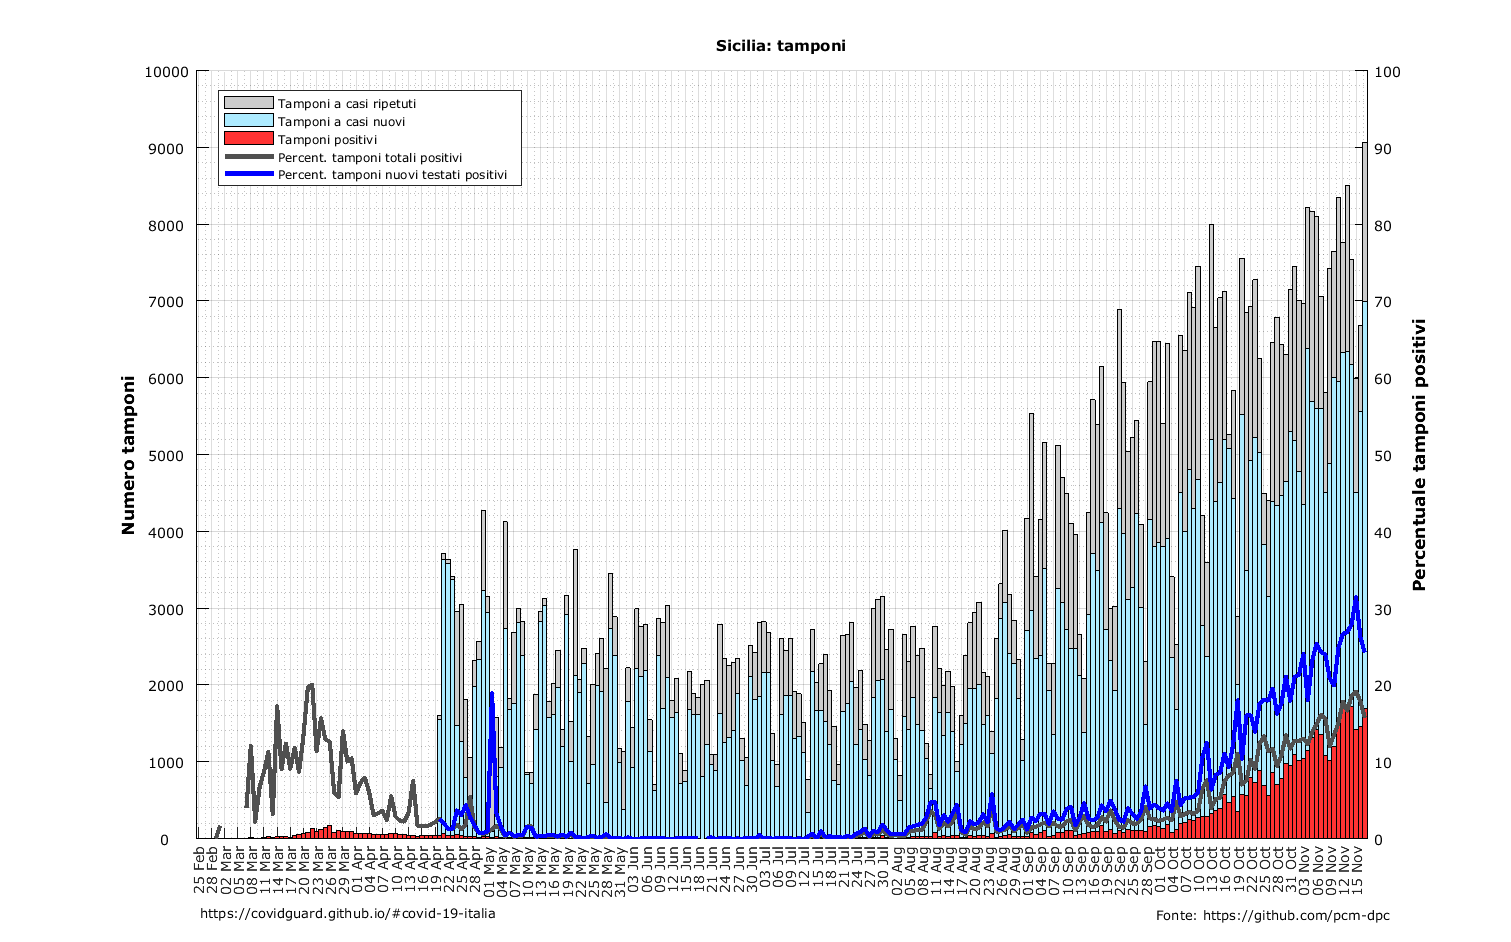 Sicilia: tamponi
Tamponi a casi ripetuti
Tamponi a casi nuovi
Tamponi positivi
Percent. tamponi totali positivi
Percent. tamponi nuovi testati positivi
Numero tamponi
10000
9000
8000
7000
6000
5000
4000
3000
2000
1000
0
Percentuale tamponi positivi
100
90
80
70
60
50
40
30
20
10
0
25 Feb
28 Feb
02 Mar
05 Mar
08 Mar
11 Mar
14 Mar
17 Mar
20 Mar
23 Mar
26 Mar
29 Mar
01 Apr
04 Apr
07 Apr
10 Apr
13 Apr
16 Apr
19 Apr
22 Apr
25 Apr
28 Apr
01 May
04 May
07 May
10 May
13 May
16 May
19 May
22 May
25 May
28 May
31 May
03 Jun
06 Jun
09 Jun
12 Jun
15 Jun
18 Jun
21 Jun
24 Jun
27 Jun
30 Jun
03 Jul
06 Jul
09 Jul
12 Jul
15 Jul
18 Jul
21 Jul
24 Jul
27 Jul
30 Jul
02 Aug
05 Aug
08 Aug
11 Aug
14 Aug
17 Aug
20 Aug
23 Aug
26 Aug
29 Aug
01 Sep
04 Sep
07 Sep
10 Sep
13 Sep
16 Sep
19 Sep
22 Sep
25 Sep
28 Sep
01 Oct
04 Oct
07 Oct
10 Oct
13 Oct
16 Oct
19 Oct
22 Oct
25 Oct
28 Oct
31 Oct
03 Nov
06 Nov
09 Nov
12 Nov
15 Nov
https://covidguard.github.io/#covid-19-italia
Fonte: https://github.com/pcm-dpc